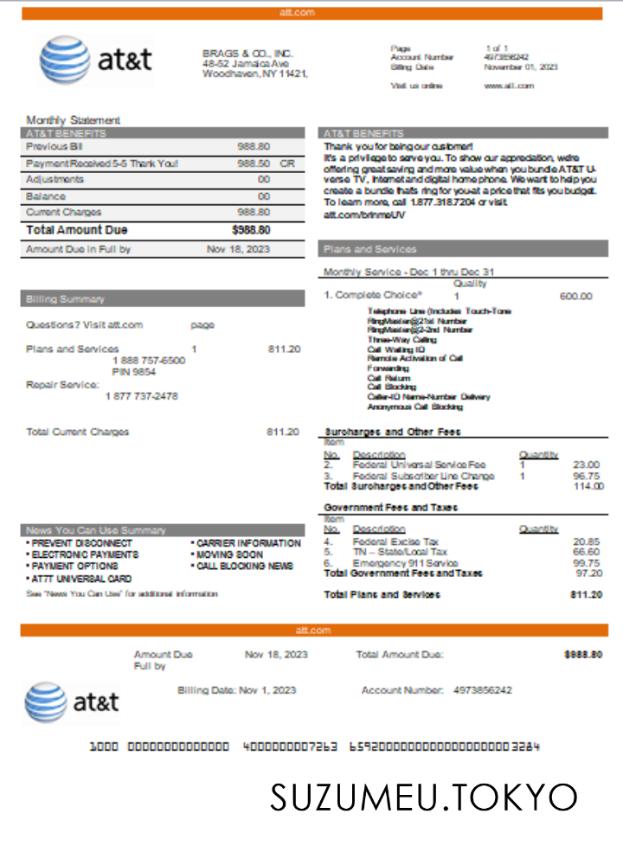 att.com
at&t
BRAGS & CO., INC.
48-52 Jamaica Ave
Woodhaven, NY 11421,
Page 1 of 1
Account Number 4973856242
Billing Date November 01, 2023
Visit us online www.att.com
Monthly Statement
AT&T BENEFITS
Previous Bill 988.80
Payment Received 5-5 Thank You! 988.50 CR
Adjustments 00
Balance 00
Current Charges 988.80
Total Amount Due $988.80
Amount Due in Full by Nov 18, 2023
Billing Summary
Questions? Visit att.com page
Plans and Services 1 811.20
1 888 757-6500
PIN 9854
Repair Service:
1 877 737-2478
Total Current Charges 811.20
News You Can Use Summary
• PREVENT DISCONNECT • CARRIER INFORMATION
• ELECTRONIC PAYMENTS • MOVING SOON
• PAYMENT OPTIONS • CALL BLOCKING NEWS
• AT7T UNIVERSAL CARD
See "News You Can Use" for additional information
AT&T BENEFITS
Thank you for being our customer!
It's a privilege to serve you. To show our appreciation, we're
offering great saving and more value when you bundle AT&T U-
verse TV, Internet and digital home phone. We want to help you
create a bundle that's ring for you-at a price that fits you budget.
To learn more, call 1.877.318.7204 or visit
att.com/brinmeUV
Plans and Services
Monthly Service - Dec 1 thru Dec 31
Quality
1. Complete Choice® 1 600.00
Telephone Line (Includes Touch-Tone
RingMaster@21st Number
RingMaster@2-2nd Number
Three-Way Calling
Call Waiting ID
Remote Activation of Call
Forwarding
Call Return
Call Blocking
Caller-ID Name-Number Delivery
Anonymous Call Blocking
Suroharges and Other Fees
Item
No. Description Quantity
2. Federal Universal Service Fee 1 23.00
3. Federal Subscriber Line Change 1 96.75
Total Suroharges and Other Fees 114.00
Government Fees and Taxes
Item
No. Description Quantity
4. Federal Excise Tax 20.85
5. TN – State/Local Tax 66.60
6. Emergency 911 Service 99.75
Total Government Fees and Taxes 97.20
Total Plans and Services 811.20
att.com
Amount Due Nov 18, 2023 Total Amount Due: $988.80
Full by
at&t
Billing Date: Nov 1, 2023 Account Number: 4973856242
SUZUMEU.TOKYO